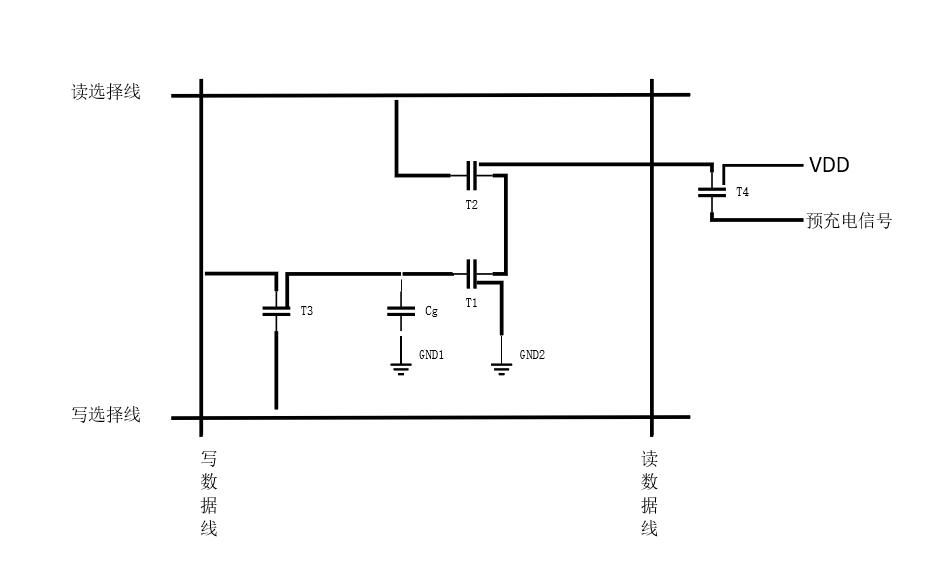 读选择线
VDD
T4
T2
预充电信号
T1
T3
Cg
GND1
GND2
写选择线
写数据线
读数据线